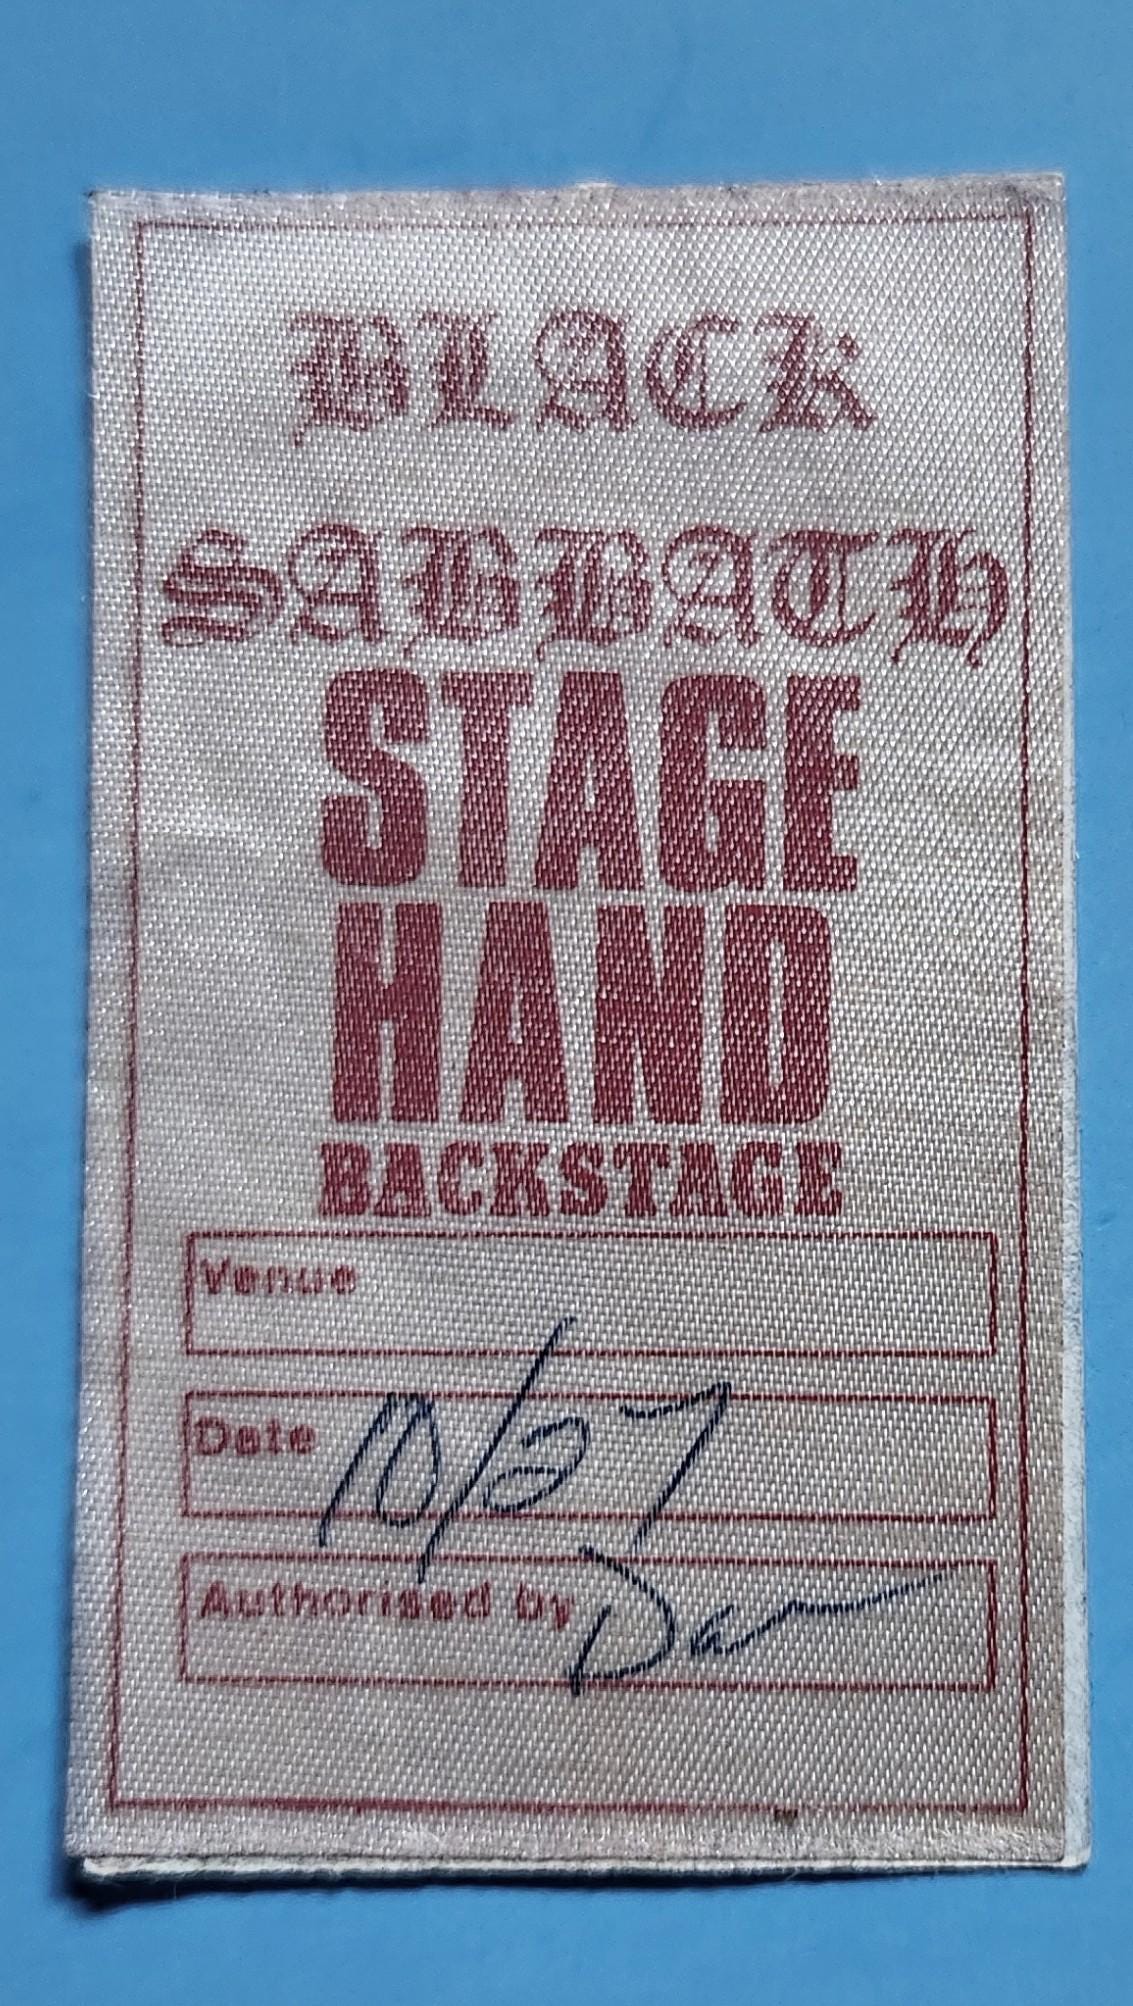 BLACK
SABBATH
STAGE
HAND
BACKSTAGE
Venue
Date 10/27
Authorised by